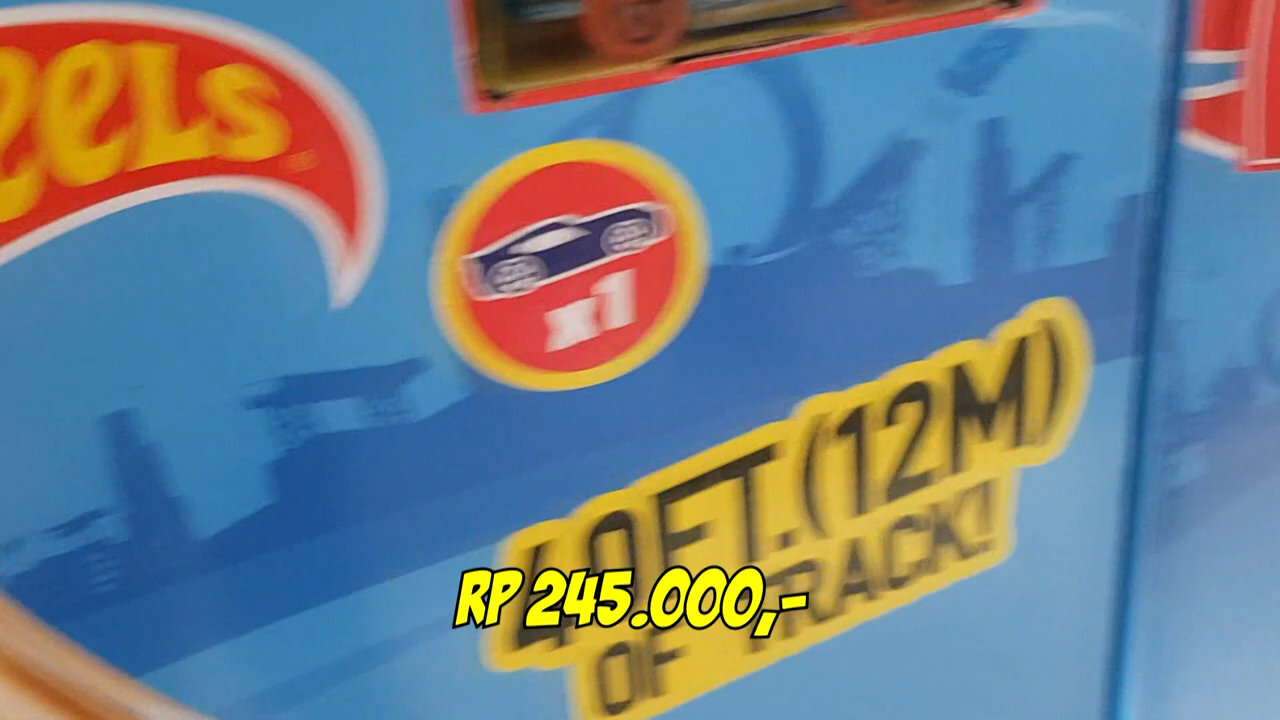 eels
x1
40FT.(12M)
OF TRACK!
RP 245.000,-